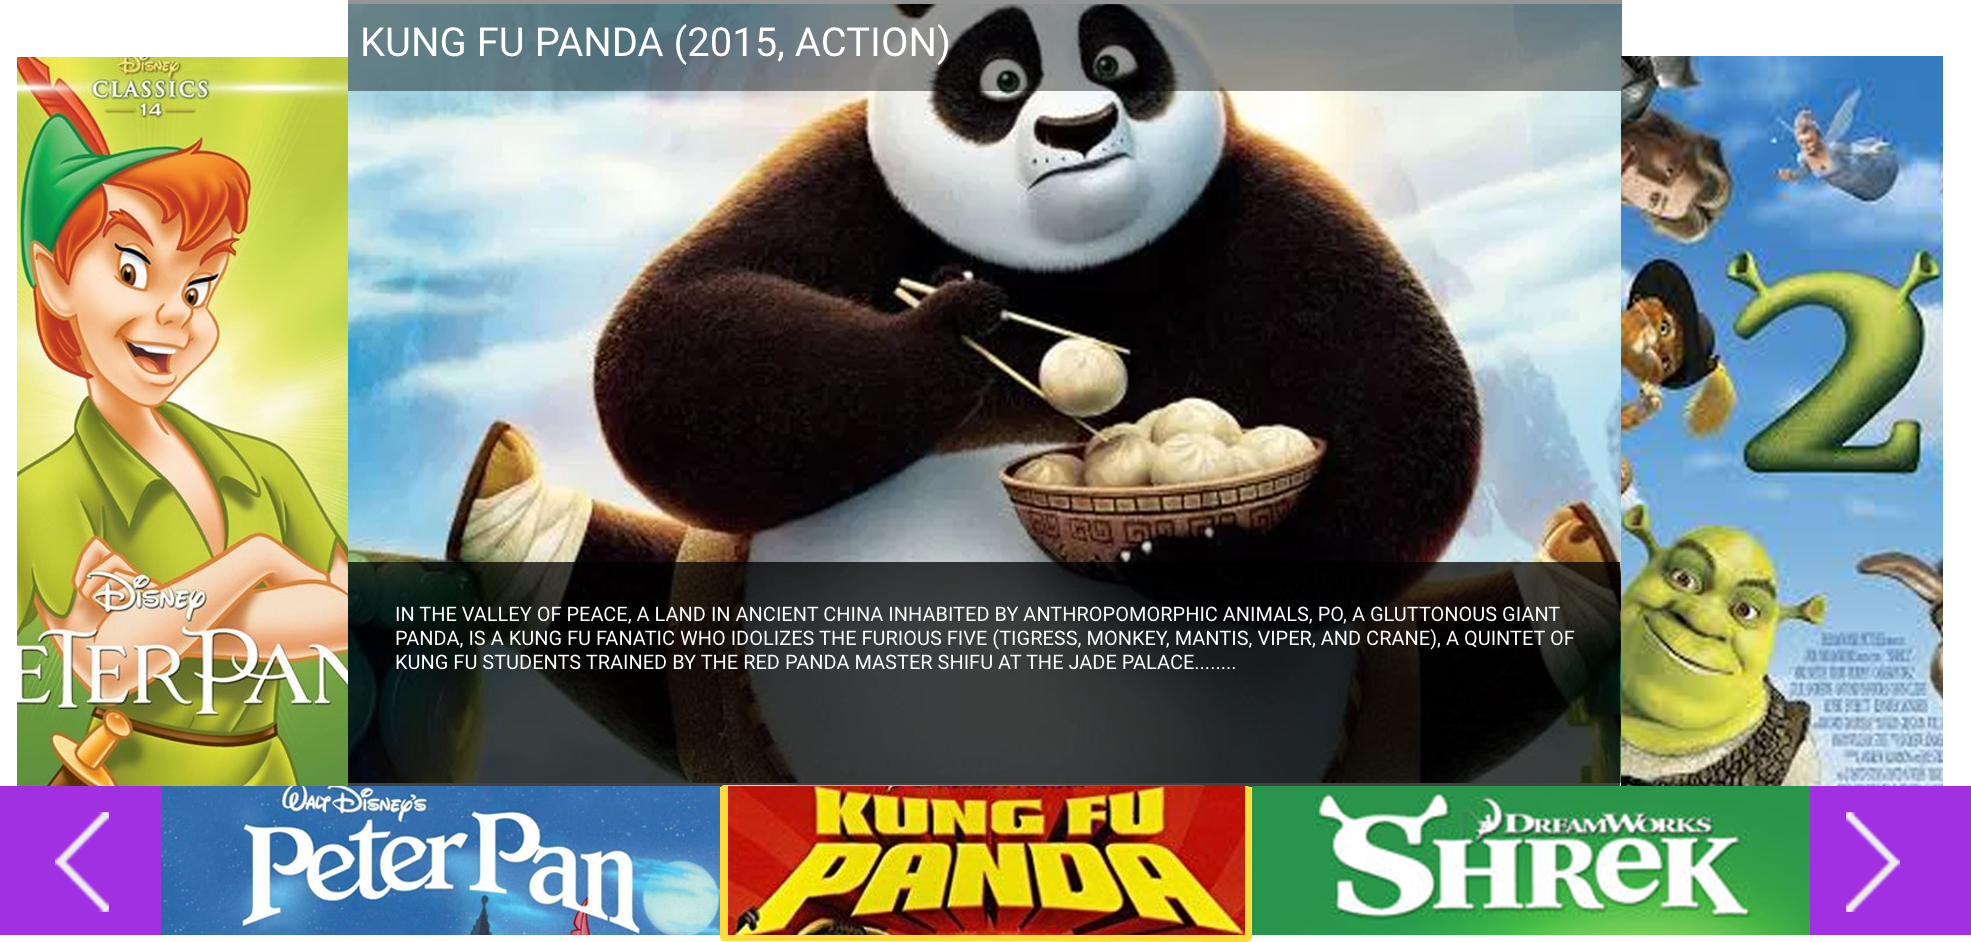 KUNG FU PANDA (2015, ACTION)
DISNEY
CLASSICS
14
DISNEY
ETER PAN
2
IN THE VALLEY OF PEACE, A LAND IN ANCIENT CHINA INHABITED BY ANTHROPOMORPHIC ANIMALS, PO, A GLUTTONOUS GIANT
PANDA, IS A KUNG FU FANATIC WHO IDOLIZES THE FURIOUS FIVE (TIGRESS, MONKEY, MANTIS, VIPER, AND CRANE), A QUINTET OF
KUNG FU STUDENTS TRAINED BY THE RED PANDA MASTER SHIFU AT THE JADE PALACE........
WALT DISNEY'S
Peter Pan
KUNG FU
PANDA
DREAMWORKS
SHREK